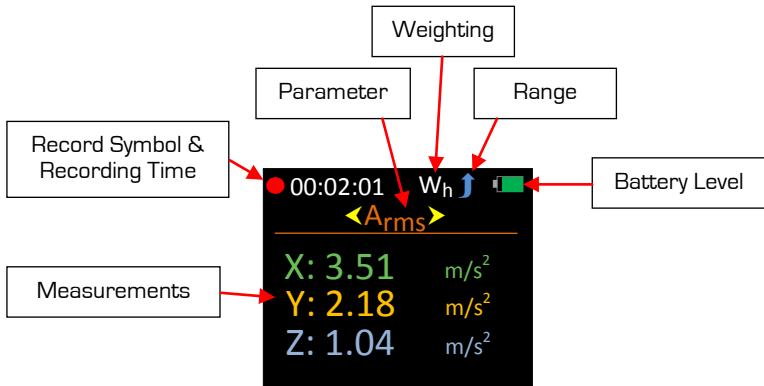 Weighting
Parameter
Range
Record Symbol &
Recording Time
Battery Level
Measurements
00:02:01 Wh
Arms
X: 3.51 m/s²
Y: 2.18 m/s²
Z: 1.04 m/s²